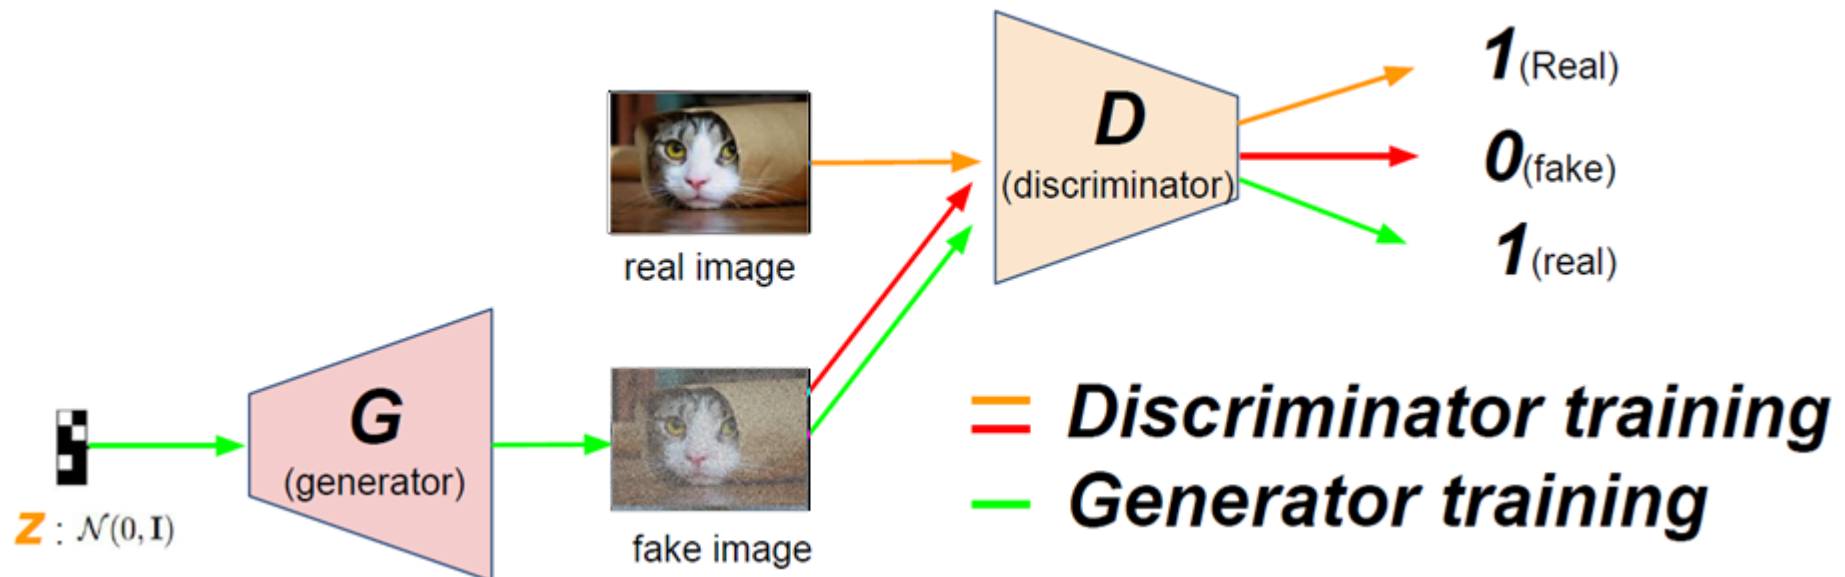 D
(discriminator)
1(Real)
0(fake)
1(real)
real image
G
(generator)
z : 𝒩(0, I)
fake image
Discriminator training
Generator training